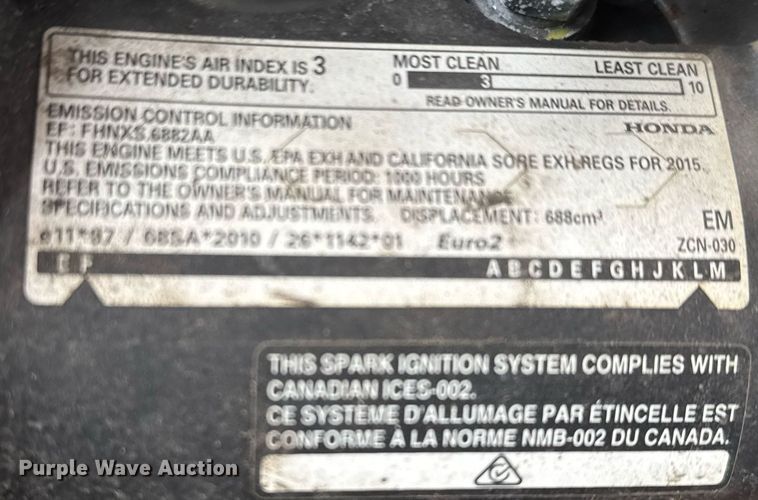 THIS ENGINE'S AIR INDEX IS 3
FOR EXTENDED DURABILITY.
MOST CLEAN LEAST CLEAN
0 3 10
READ OWNER'S MANUAL FOR DETAILS.
EMISSION CONTROL INFORMATION
HONDA
EF: FHNXS.6882AA
THIS ENGINE MEETS U.S. EPA EXH AND CALIFORNIA SORE EXH.REGS FOR 2015.
U.S. EMISSIONS COMPLIANCE PERIOD: 1000 HOURS
REFER TO THE OWNER'S MANUAL FOR MAINTENANCE
SPECIFICATIONS AND ADJUSTMENTS. DISPLACEMENT: 688cm³
EM
e11*97 / 68SA*2010 / 26*1142*01 Euro2
ZCN-030
E F A B C D E F G H J K L M
THIS SPARK IGNITION SYSTEM COMPLIES WITH
CANADIAN ICES-002.
CE SYSTÈME D'ALLUMAGE PAR ÉTINCELLE EST
CONFORME À LA NORME NMB-002 DU CANADA.
Purple Wave Auction